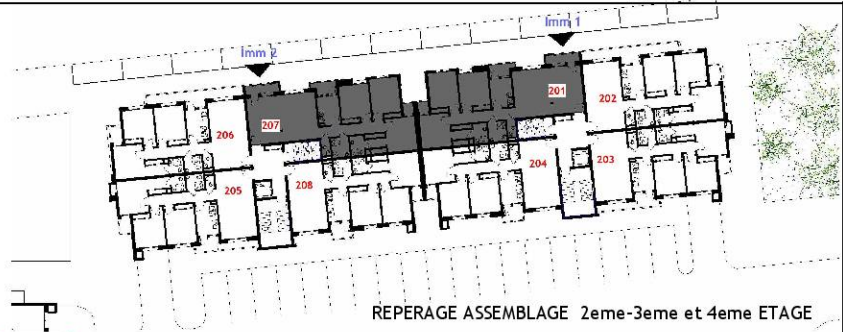 Imm 1
Imm 2
201
202
207
206
204
203
205
208
REPERAGE ASSEMBLAGE 2eme-3eme et 4eme ETAGE